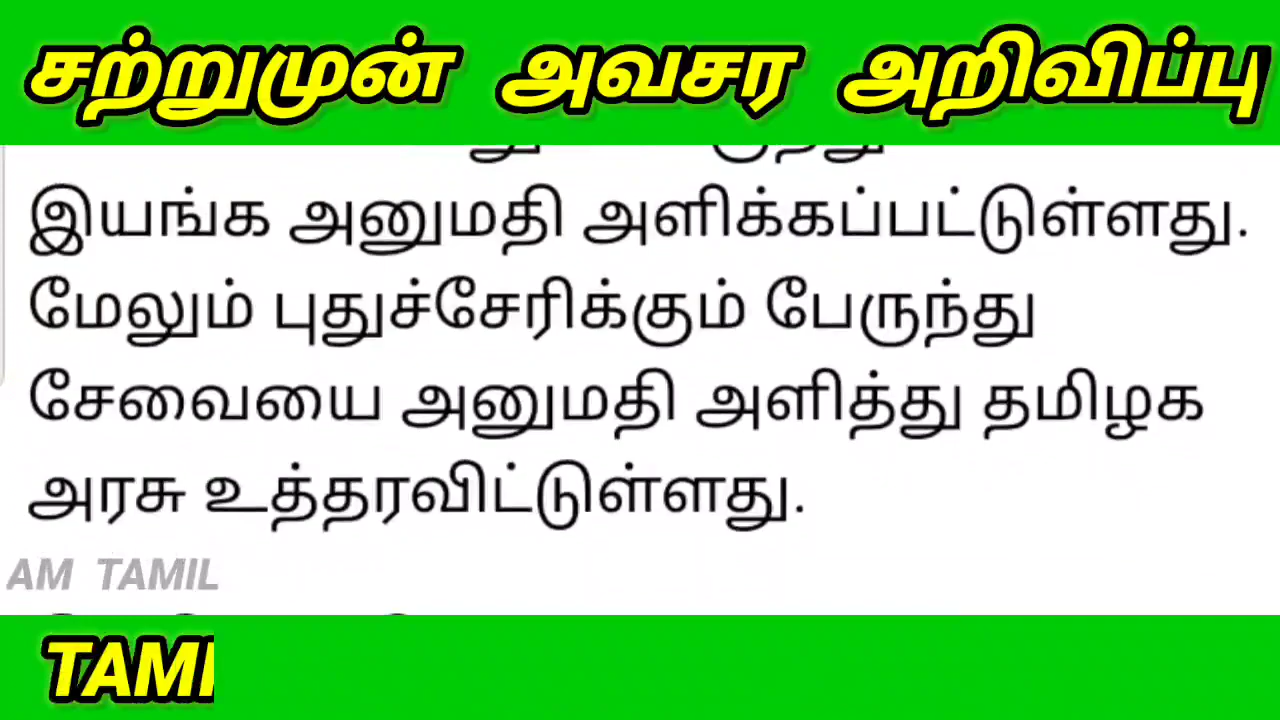 சற்றுமுன் அவசர அறிவிப்பு
இயங்க அனுமதி அளிக்கப்பட்டுள்ளது.
மேலும் புதுச்சேரிக்கும் பேருந்து
சேவையை அனுமதி அளித்து தமிழக
அரசு உத்தரவிட்டுள்ளது.
AM TAMIL
TAMI